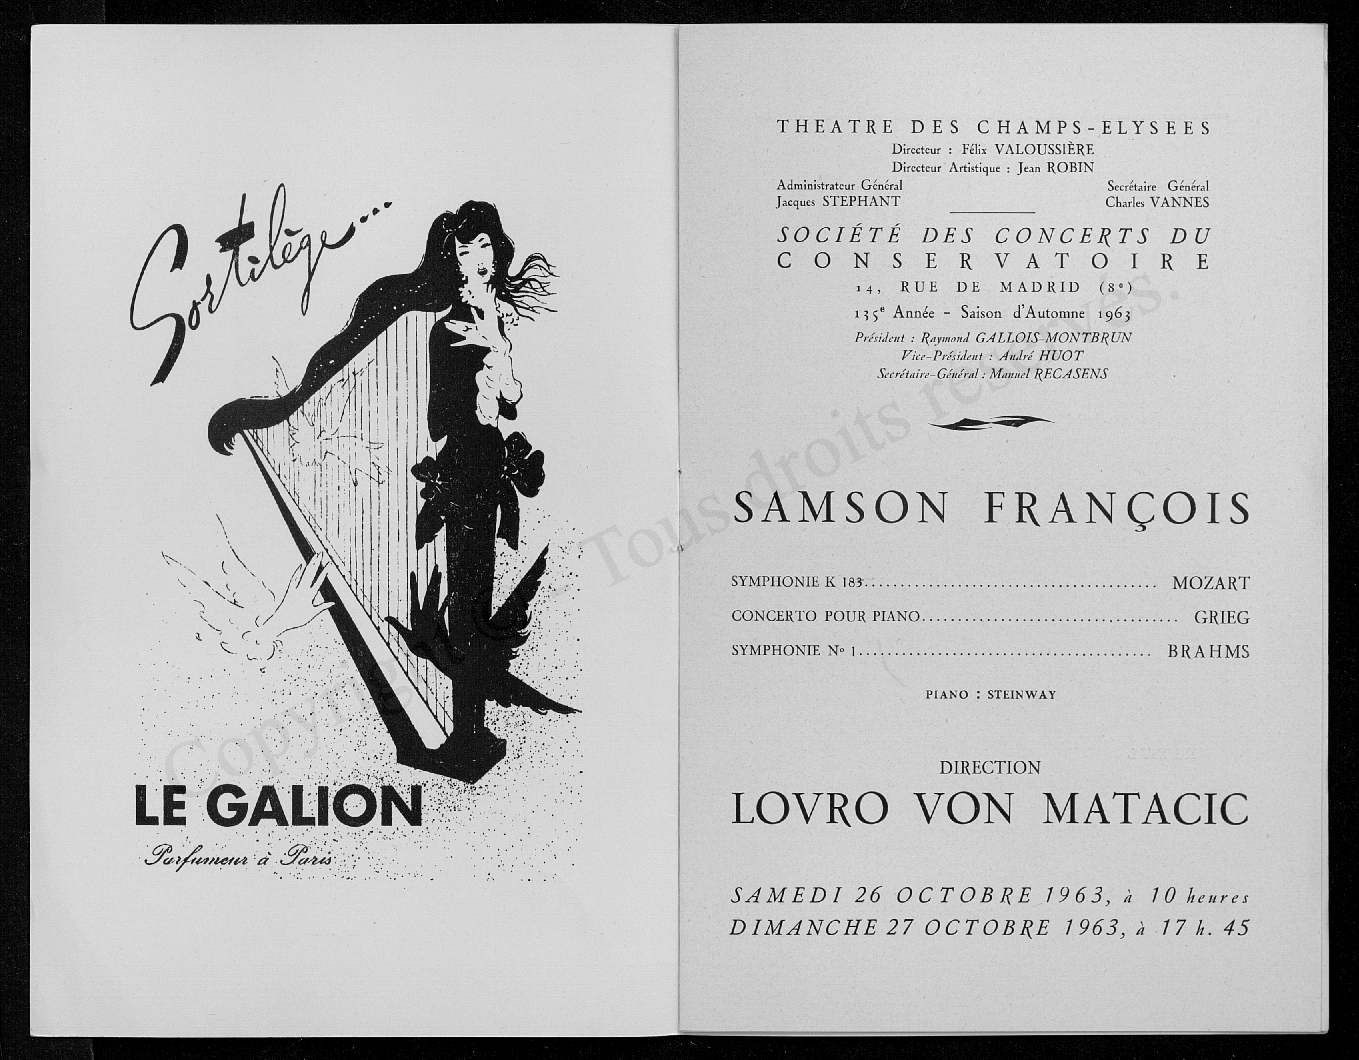 Sortilège...
LE GALION
Parfumeur à Paris
THEATRE DES CHAMPS-ELYSEES
Directeur : Félix VALOUSSIÈRE
Directeur Artistique : Jean ROBIN
Administrateur Général
Jacques STEPHANT
Secrétaire Général
Charles VANNES
SOCIÉTÉ DES CONCERTS DU
CONSERVATOIRE
14, RUE DE MADRID (8e)
135e Année - Saison d'Automne 1963
Président : Raymond GALLOIS-MONTBRUN
Vice-Président : André HUOT
Secrétaire-Général : Manuel RECASENS
SAMSON FRANÇOIS
SYMPHONIE K 183........................................ MOZART
CONCERTO POUR PIANO.................................... GRIEG
SYMPHONIE No 1......................................... BRAHMS
PIANO : STEINWAY
DIRECTION
LOVRO VON MATACIC
SAMEDI 26 OCTOBRE 1963, à 10 heures
DIMANCHE 27 OCTOBRE 1963, à 17 h. 45
Copyright © - Tous droits réservés.